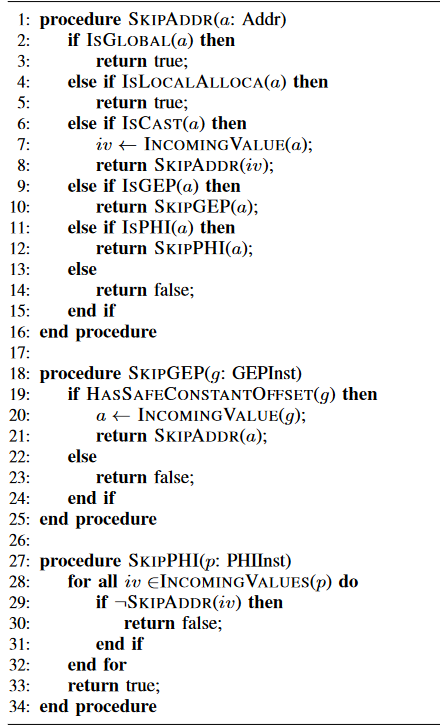 1: procedure SKIPADDR(a: Addr)
2: if ISGLOBAL(a) then
3: return true;
4: else if ISLOCALALLOCA(a) then
5: return true;
6: else if ISCAST(a) then
7: iv ← INCOMINGVALUE(a);
8: return SKIPADDR(iv);
9: else if ISGEP(a) then
10: return SKIPGEP(a);
11: else if ISPHI(a) then
12: return SKIPPHI(a);
13: else
14: return false;
15: end if
16: end procedure
17:
18: procedure SKIPGEP(g: GEPInst)
19: if HASSAFECONSTANTOFFSET(g) then
20: a ← INCOMINGVALUE(g);
21: return SKIPADDR(a);
22: else
23: return false;
24: end if
25: end procedure
26:
27: procedure SKIPPHI(p: PHIInst)
28: for all iv ∈INCOMINGVALUES(p) do
29: if ¬SKIPADDR(iv) then
30: return false;
31: end if
32: end for
33: return true;
34: end procedure